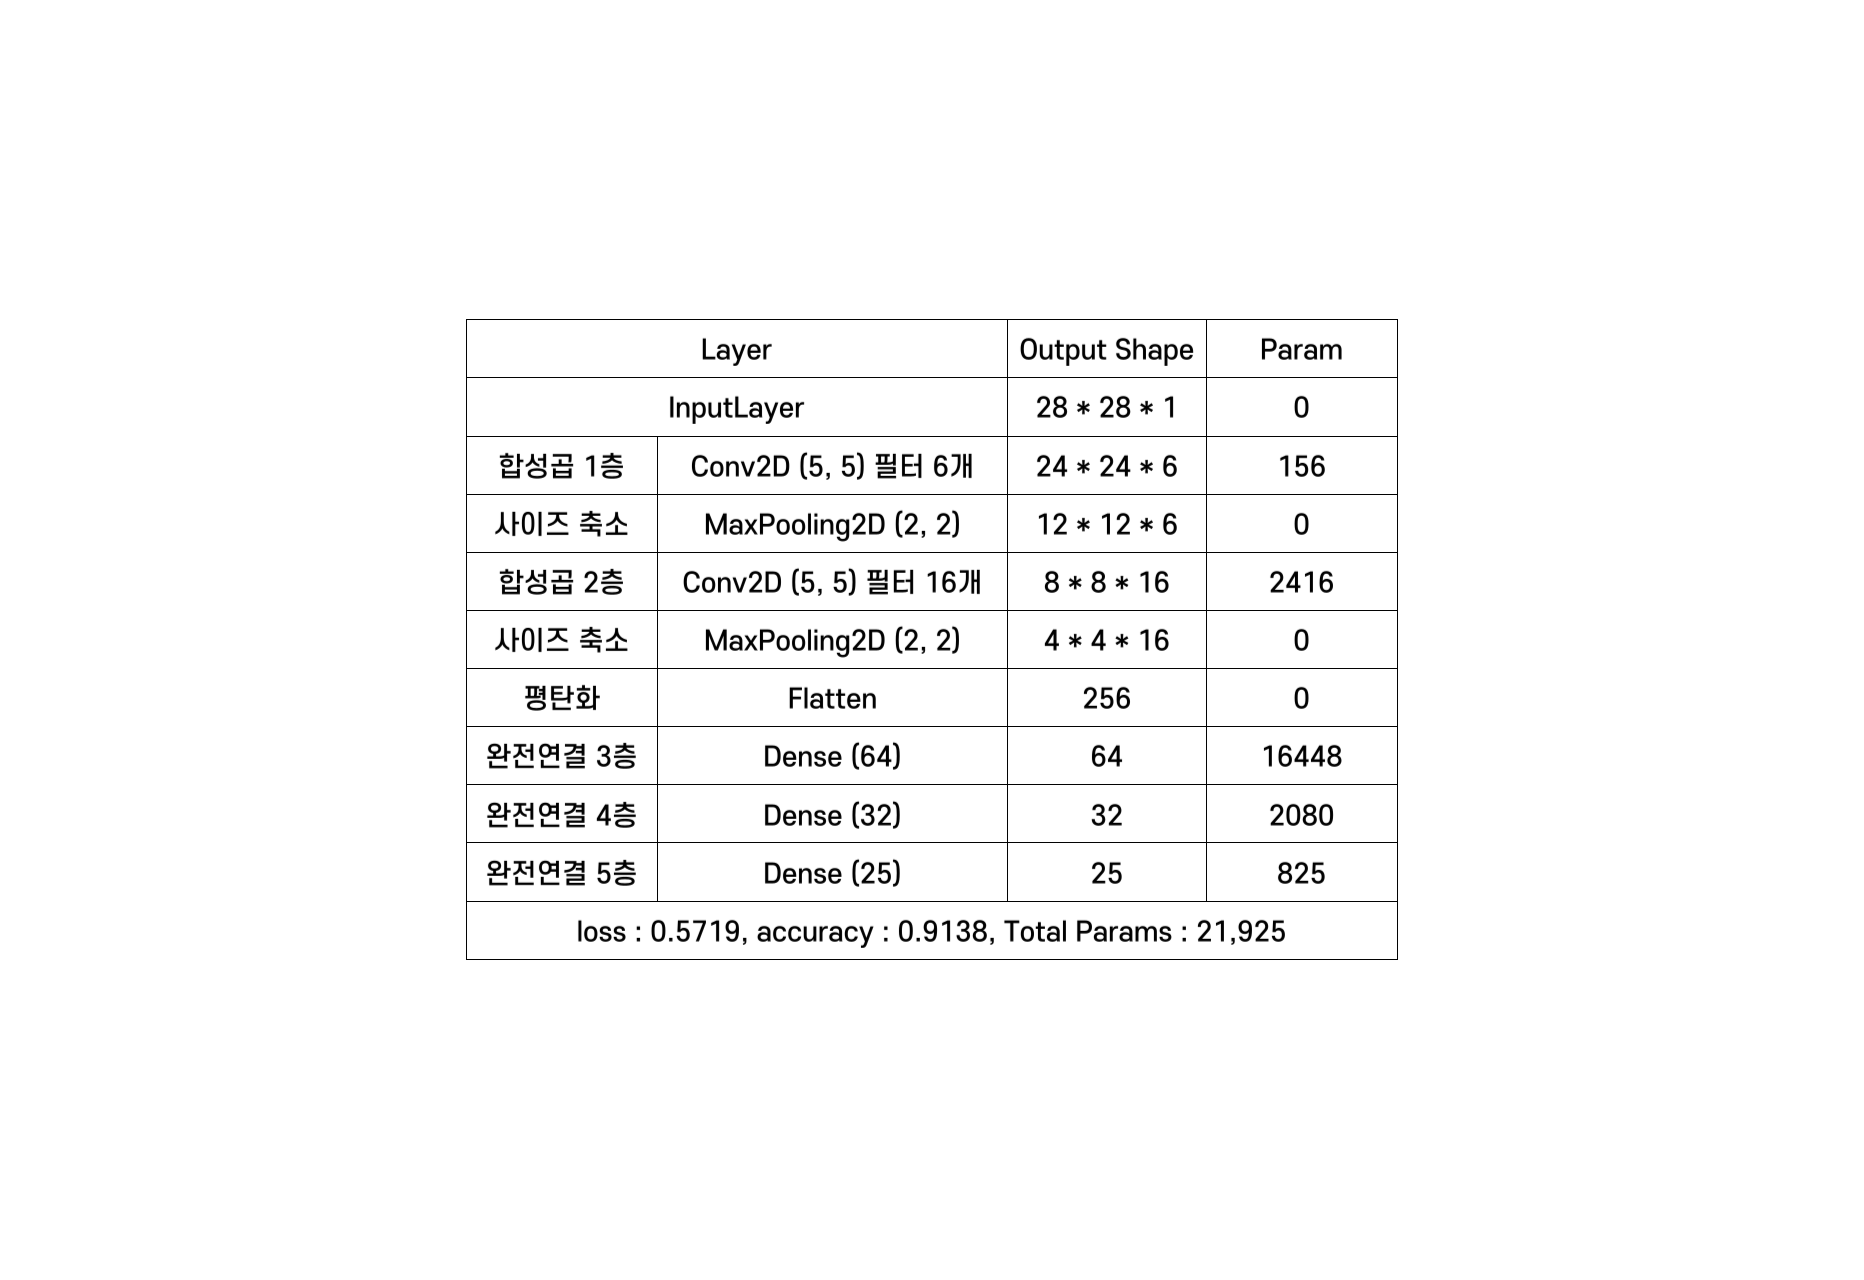 Layer Output Shape Param
InputLayer 28 * 28 * 1 0
합성곱 1층 Conv2D (5, 5) 필터 6개 24 * 24 * 6 156
사이즈 축소 MaxPooling2D (2, 2) 12 * 12 * 6 0
합성곱 2층 Conv2D (5, 5) 필터 16개 8 * 8 * 16 2416
사이즈 축소 MaxPooling2D (2, 2) 4 * 4 * 16 0
평탄화 Flatten 256 0
완전연결 3층 Dense (64) 64 16448
완전연결 4층 Dense (32) 32 2080
완전연결 5층 Dense (25) 25 825
loss : 0.5719, accuracy : 0.9138, Total Params : 21,925